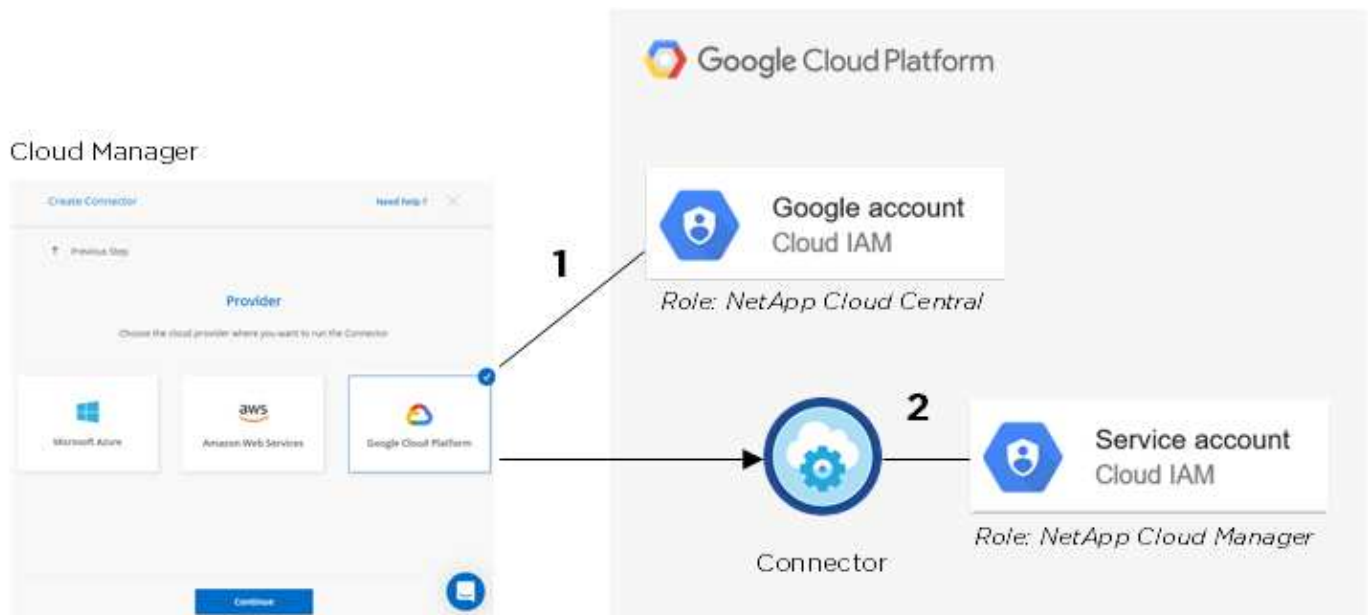 Google Cloud Platform
Cloud Manager
Create Connector
Need help ?
Previous Step
Provider
Choose the cloud provider where you want to run the Connector
Microsoft Azure
aws
Amazon Web Services
Google Cloud Platform
Continue
1
Google account
Cloud IAM
Role: NetApp Cloud Central
2
Service account
Cloud IAM
Role: NetApp Cloud Manager
Connector